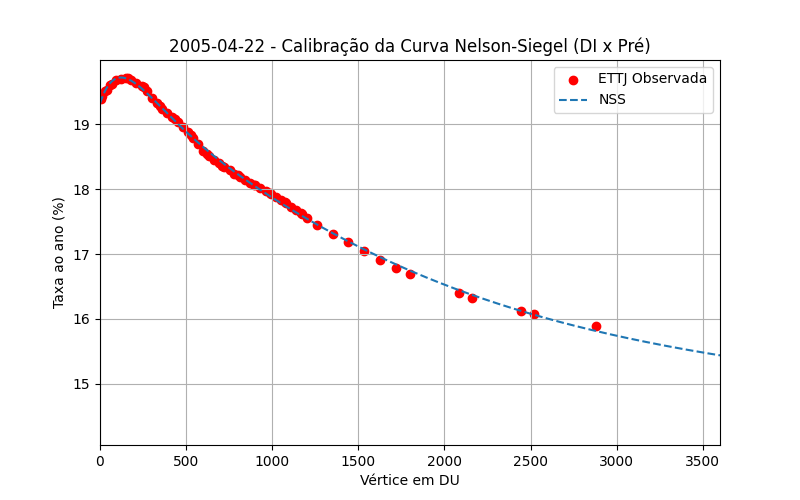 2005-04-22 - Calibração da Curva Nelson-Siegel (DI x Pré)
ETTJ Observada
NSS
Taxa ao ano (%)
19
18
17
16
15
0 500 1000 1500 2000 2500 3000 3500
Vértice em DU